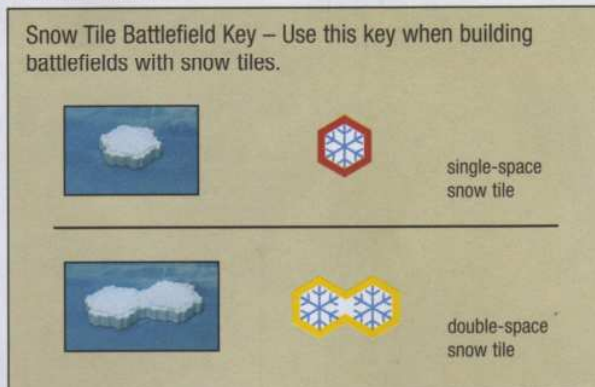 Snow Tile Battlefield Key – Use this key when building
battlefields with snow tiles.
single-space
snow tile
double-space
snow tile